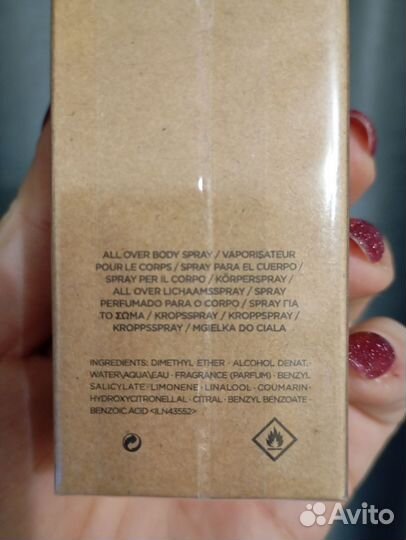 ALL OVER BODY SPRAY / VAPORISATEUR
POUR LE CORPS / SPRAY PARA EL CUERPO /
SPRAY PER IL CORPO / KÖRPERSPRAY /
ALL OVER LICHAAMSSPRAY / SPRAY
PERFUMADO PARA O CORPO / SPRAY ΓΙΑ
ΤΟ ΣΩΜΑ / KROPSSPRAY / KROPPSPRAY /
KROPPSSPRAY / MGIEŁKA DO CIALA
INGREDIENTS: DIMETHYL ETHER · ALCOHOL DENAT.·
WATER\AQUA\EAU · FRAGRANCE (PARFUM) · BENZYL
SALICYLATE · LIMONENE · LINALOOL · COUMARIN ·
HYDROXYCITRONELLAL · CITRAL · BENZYL BENZOATE ·
BENZOIC ACID <ILN43552>
Avito